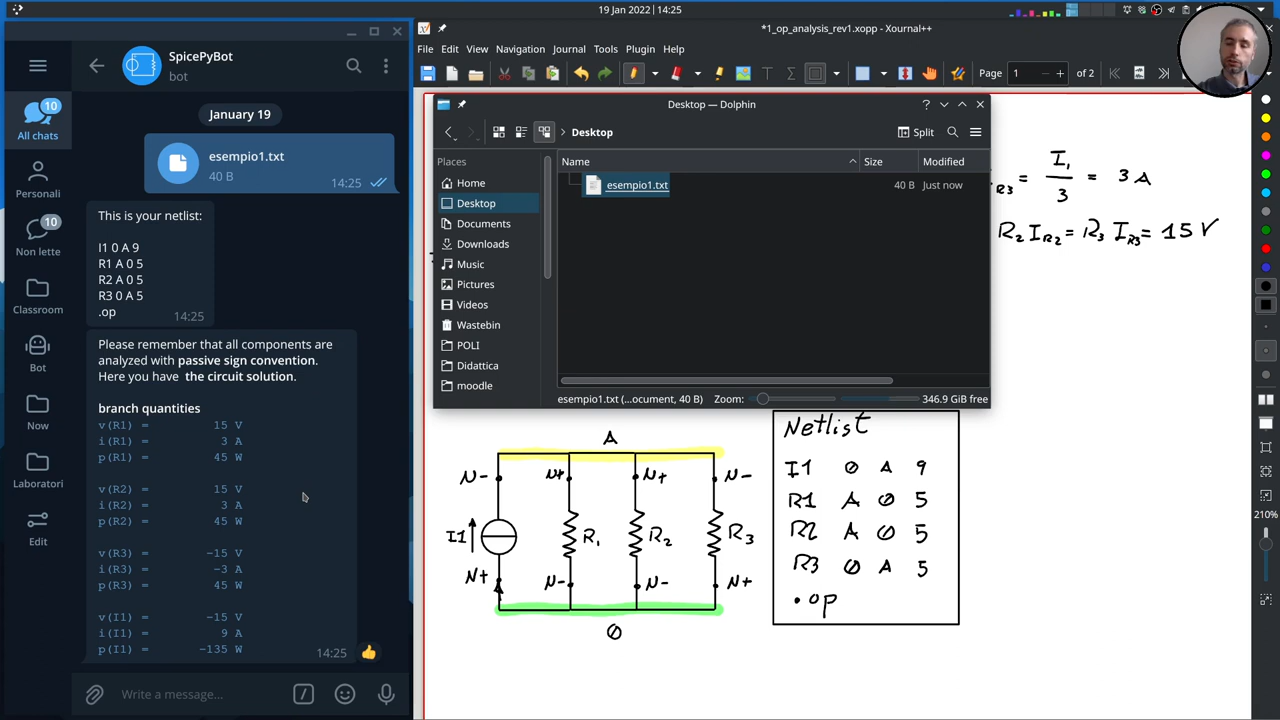 19 Jan 2022 | 14:25
SpicePyBot
bot
10
All chats
Personali
10
Non lette
Classroom
Bot
Now
Laboratori
Edit
January 19
esempio1.txt
40 B
14:25
This is your netlist:
I1 0 A 9
R1 A 0 5
R2 A 0 5
R3 0 A 5
.op
14:25
Please remember that all components are
analyzed with passive sign convention.
Here you have the circuit solution.
branch quantities
v(R1) = 15 V
i(R1) = 3 A
p(R1) = 45 W
v(R2) = 15 V
i(R2) = 3 A
p(R2) = 45 W
v(R3) = -15 V
i(R3) = -3 A
p(R3) = 45 W
v(I1) = -15 V
i(I1) = 9 A
p(I1) = -135 W
14:25
Write a message...
*1_op_analysis_rev1.xopp - Xournal++
File Edit View Navigation Journal Tools Plugin Help
Page 1 of 2
Desktop — Dolphin
Desktop
Split
Places
Home
Desktop
Documents
Downloads
Music
Pictures
Videos
Wastebin
POLI
Didattica
moodle
Name Size Modified
esempio1.txt 40 B Just now
esempio1.txt (...ocument, 40 B) Zoom: 346.9 GiB free
R3 = I1 / 3 = 3 A
R2 IR2 = R3 IR3 = 15 V
210%
A
N- N+ N+ N-
I1 R1 R2 R3
N+ N- N- N+
0
Netlist
I1 0 A 9
R1 A 0 5
R2 A 0 5
R3 0 A 5
.op